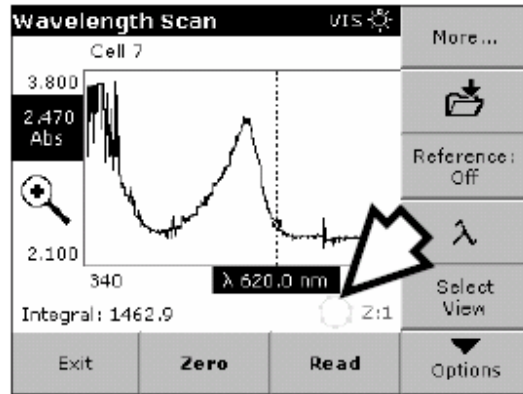 Wavelength Scan VIS
More...
Cell 7
3.800
2.470
Abs
Reference:
Off
λ
2.100
340 λ 620.0 nm
Select
View
Integral: 1462.9 Z:1
Exit Zero Read
Options